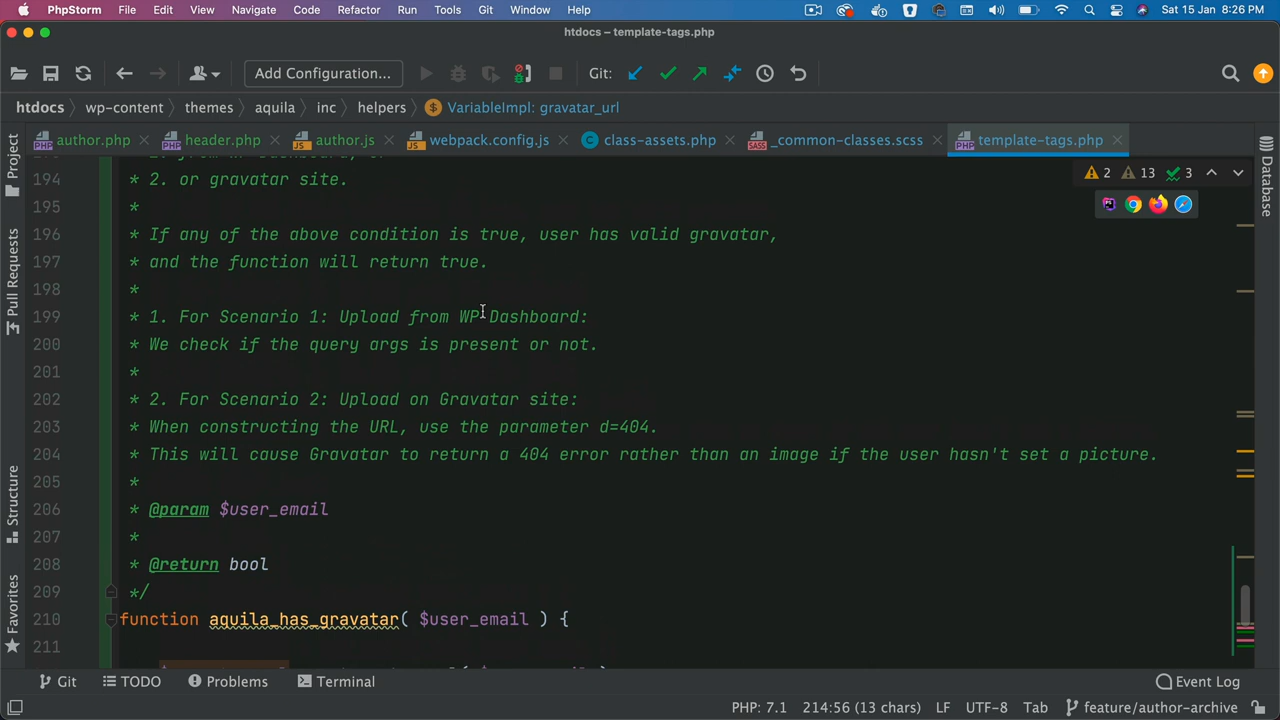 PhpStorm File Edit View Navigate Code Refactor Run Tools Git Window Help Sat 15 Jan 8:26 PM
htdocs – template-tags.php
Add Configuration... Git:
htdocs wp-content themes aquila inc helpers VariableImpl: gravatar_url
author.php header.php author.js webpack.config.js class-assets.php _common-classes.scss template-tags.php
194 * 2. or gravatar site.
2 13 3
195 *
196 * If any of the above condition is true, user has valid gravatar,
197 * and the function will return true.
198 *
199 * 1. For Scenario 1: Upload from WP Dashboard:
200 * We check if the query args is present or not.
201 *
202 * 2. For Scenario 2: Upload on Gravatar site:
203 * When constructing the URL, use the parameter d=404.
204 * This will cause Gravatar to return a 404 error rather than an image if the user hasn't set a picture.
205 *
206 * @param $user_email
207 *
208 * @return bool
209 */
210 function aquila_has_gravatar( $user_email ) {
211
Project
Pull Requests
Structure
Favorites
Database
Git TODO Problems Terminal Event Log
PHP: 7.1 214:56 (13 chars) LF UTF-8 Tab feature/author-archive